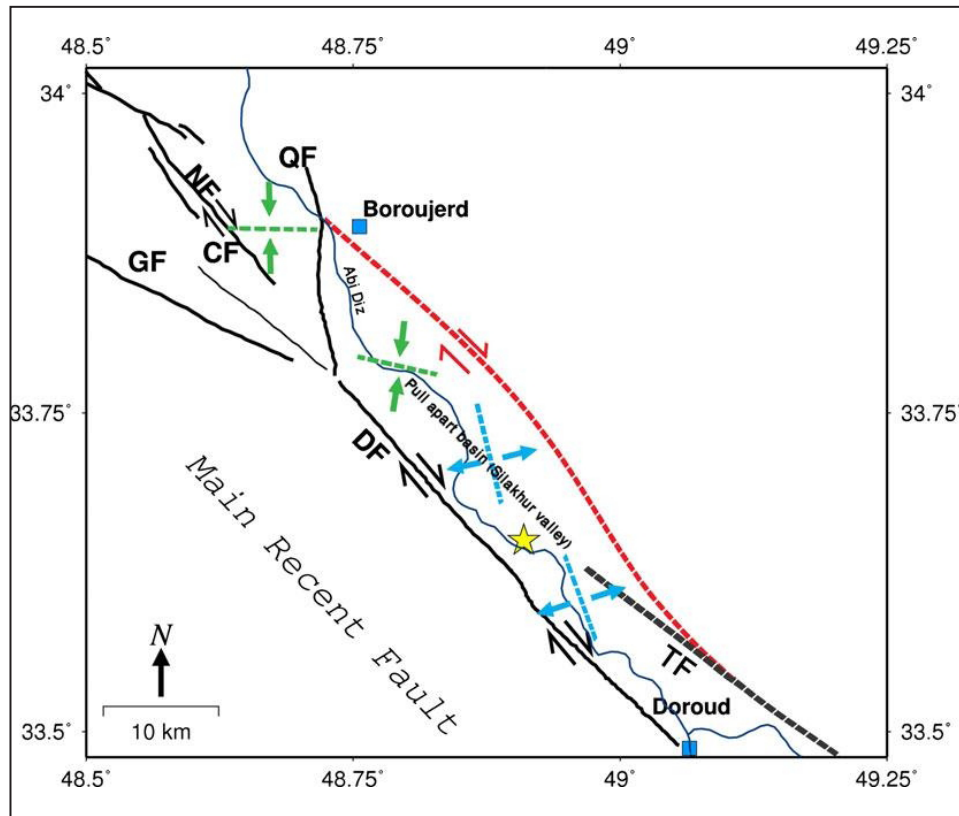 48.5°
48.75°
49°
49.25°
34°
34°
QF
NF
Boroujerd
CF
GF
Abi Diz
33.75°
33.75°
Pull apart basin (Silakhur valley)
DF
Main Recent Fault
N
TF
10 km
Doroud
33.5°
33.5°
48.5°
48.75°
49°
49.25°